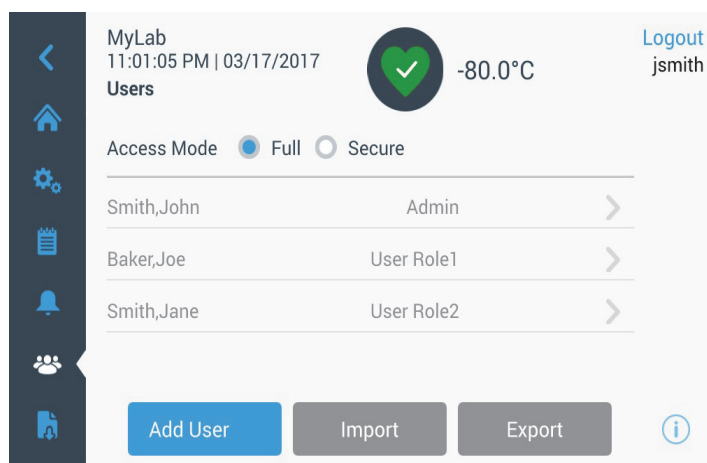 MyLab
11:01:05 PM | 03/17/2017
Users
-80.0°C
Logout
jsmith
Access Mode Full Secure
Smith,John Admin
Baker,Joe User Role1
Smith,Jane User Role2
Add User Import Export
i